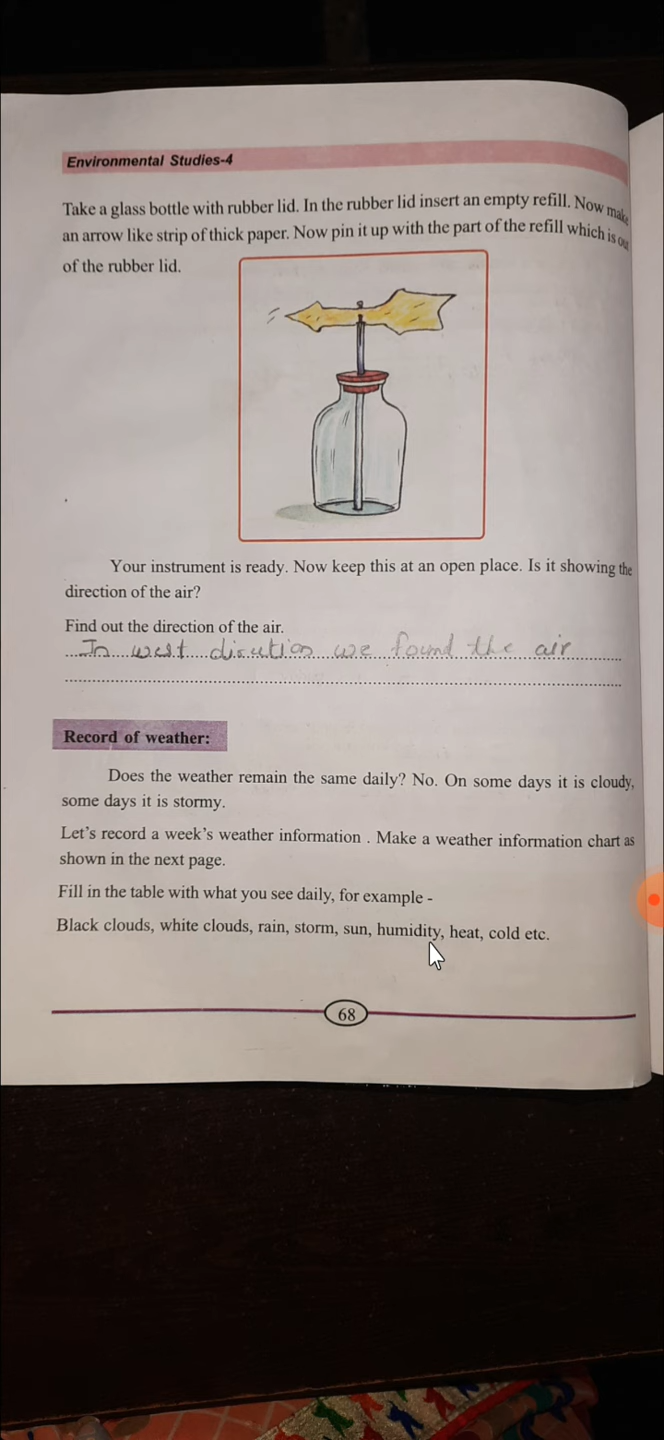 Environmental Studies-4
Take a glass bottle with rubber lid. In the rubber lid insert an empty refill. Now make
an arrow like strip of thick paper. Now pin it up with the part of the refill which is out
of the rubber lid.
Your instrument is ready. Now keep this at an open place. Is it showing the
direction of the air?
Find out the direction of the air.
In west direction we found the air
Record of weather:
Does the weather remain the same daily? No. On some days it is cloudy,
some days it is stormy.
Let's record a week's weather information . Make a weather information chart as
shown in the next page.
Fill in the table with what you see daily, for example -
Black clouds, white clouds, rain, storm, sun, humidity, heat, cold etc.
68